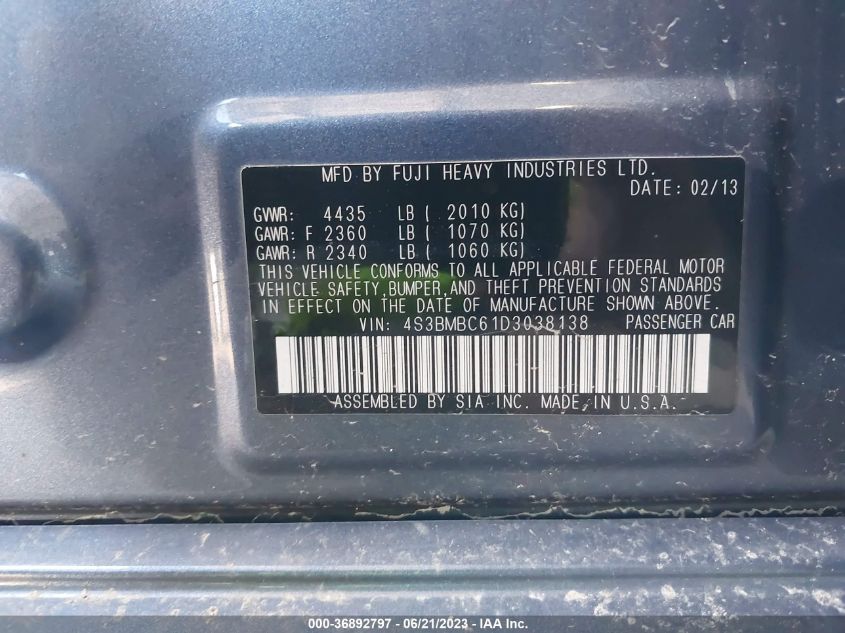 MFD BY FUJI HEAVY INDUSTRIES LTD.
DATE: 02/13
GVWR: 4435 LB ( 2010 KG)
GAWR: F 2360 LB ( 1070 KG)
GAWR: R 2340 LB ( 1060 KG)
THIS VEHICLE CONFORMS TO ALL APPLICABLE FEDERAL MOTOR
VEHICLE SAFETY,BUMPER,AND THEFT PREVENTION STANDARDS
IN EFFECT ON THE DATE OF MANUFACTURE SHOWN ABOVE.
VIN: 4S3BMBC61D3038138 PASSENGER CAR
ASSEMBLED BY SIA INC. MADE IN U.S.A.
000-36892797 - 06/21/2023 - IAA Inc.